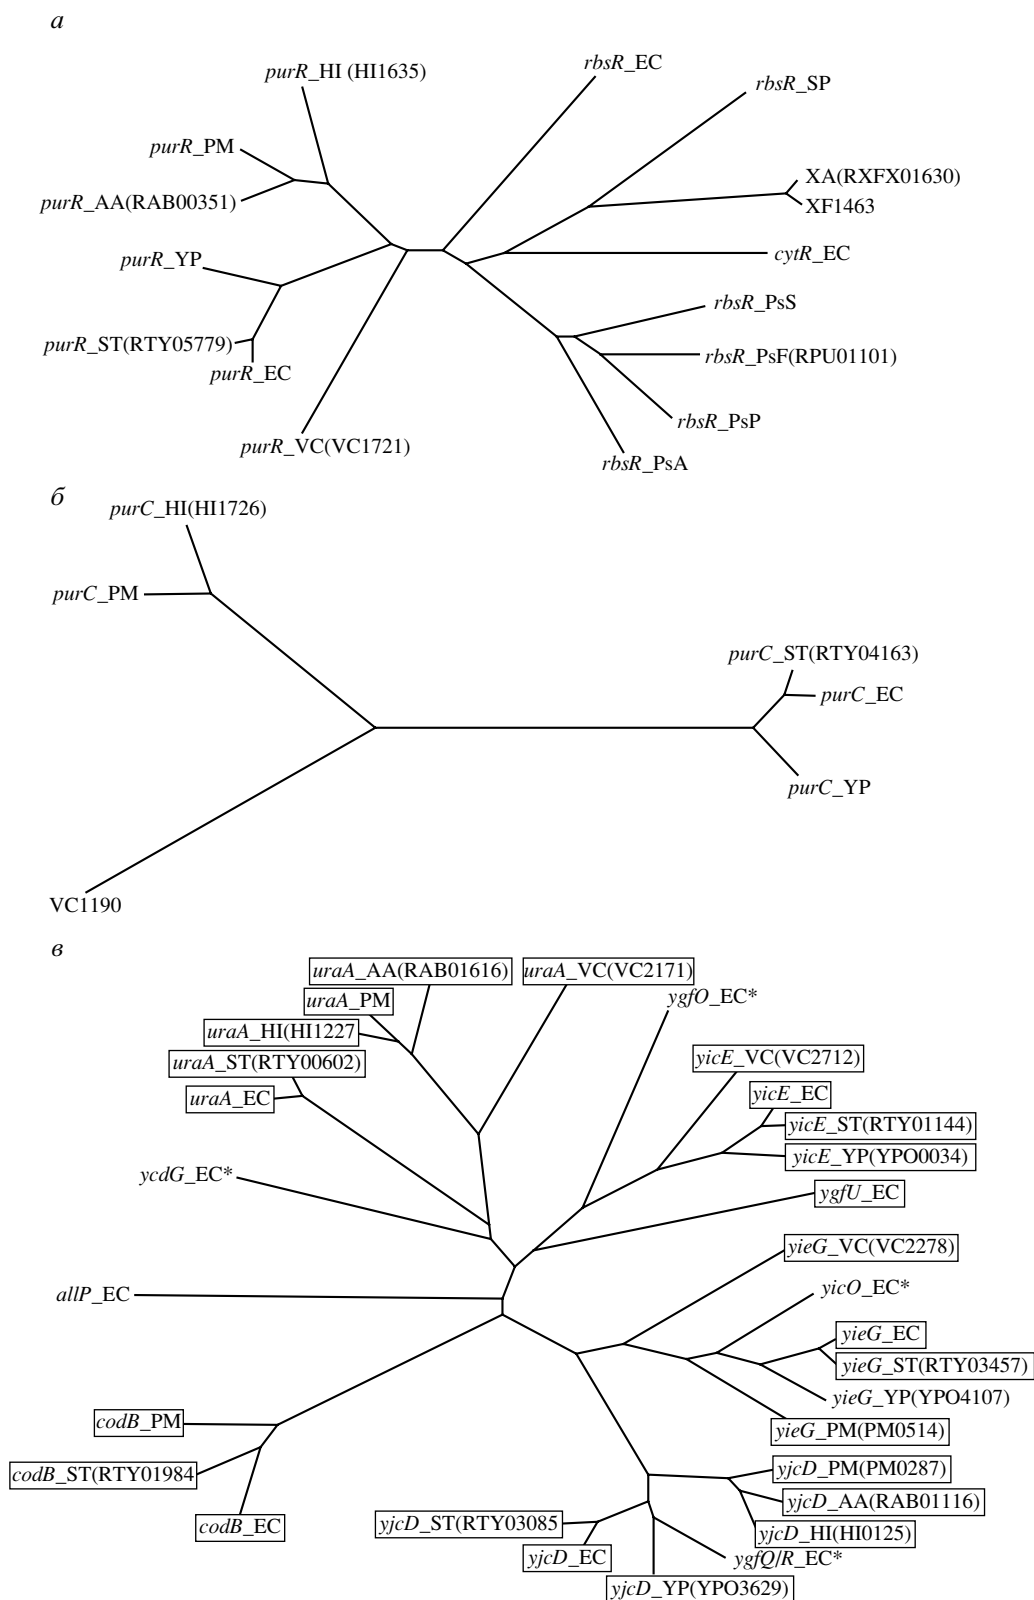 а
purR_HI (HI1635)
rbsR_EC
rbsR_SP
purR_PM
XA(RXFX01630)
purR_AA(RAB00351)
XF1463
purR_YP
cytR_EC
rbsR_PsS
purR_ST(RTY05779)
rbsR_PsF(RPU01101)
purR_EC
rbsR_PsP
purR_VC(VC1721)
rbsR_PsA
б
purC_HI(HI1726)
purC_PM
purC_ST(RTY04163)
purC_EC
purC_YP
VC1190
в
uraA_AA(RAB01616)
uraA_VC(VC2171)
uraA_PM
ygfO_EC*
uraA_HI(HI1227
uraA_ST(RTY00602)
yicE_VC(VC2712)
uraA_EC
yicE_EC
yicE_ST(RTY01144)
yicE_YP(YPO0034)
ycdG_EC*
ygfU_EC
yieG_VC(VC2278)
allP_EC
yicO_EC*
yieG_EC
yieG_ST(RTY03457)
yieG_YP(YPO4107)
codB_PM
yieG_PM(PM0514)
codB_ST(RTY01984
yjcD_PM(PM0287)
yjcD_AA(RAB01116)
codB_EC
yjcD_ST(RTY03085
yjcD_HI(HI0125)
yjcD_EC
ygfQ/R_EC*
yjcD_YP(YPO3629)